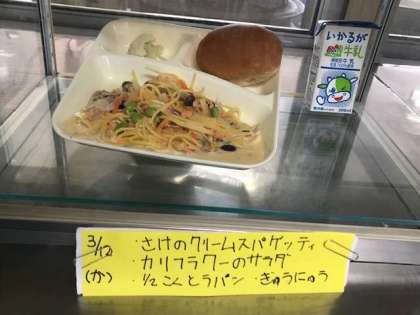 いかるが
牛乳
3/12
(か)
・さけのクリームスパゲッティ
・カリフラワーのサラダ
・1/2こくとうパン ・ぎゅうにゅう